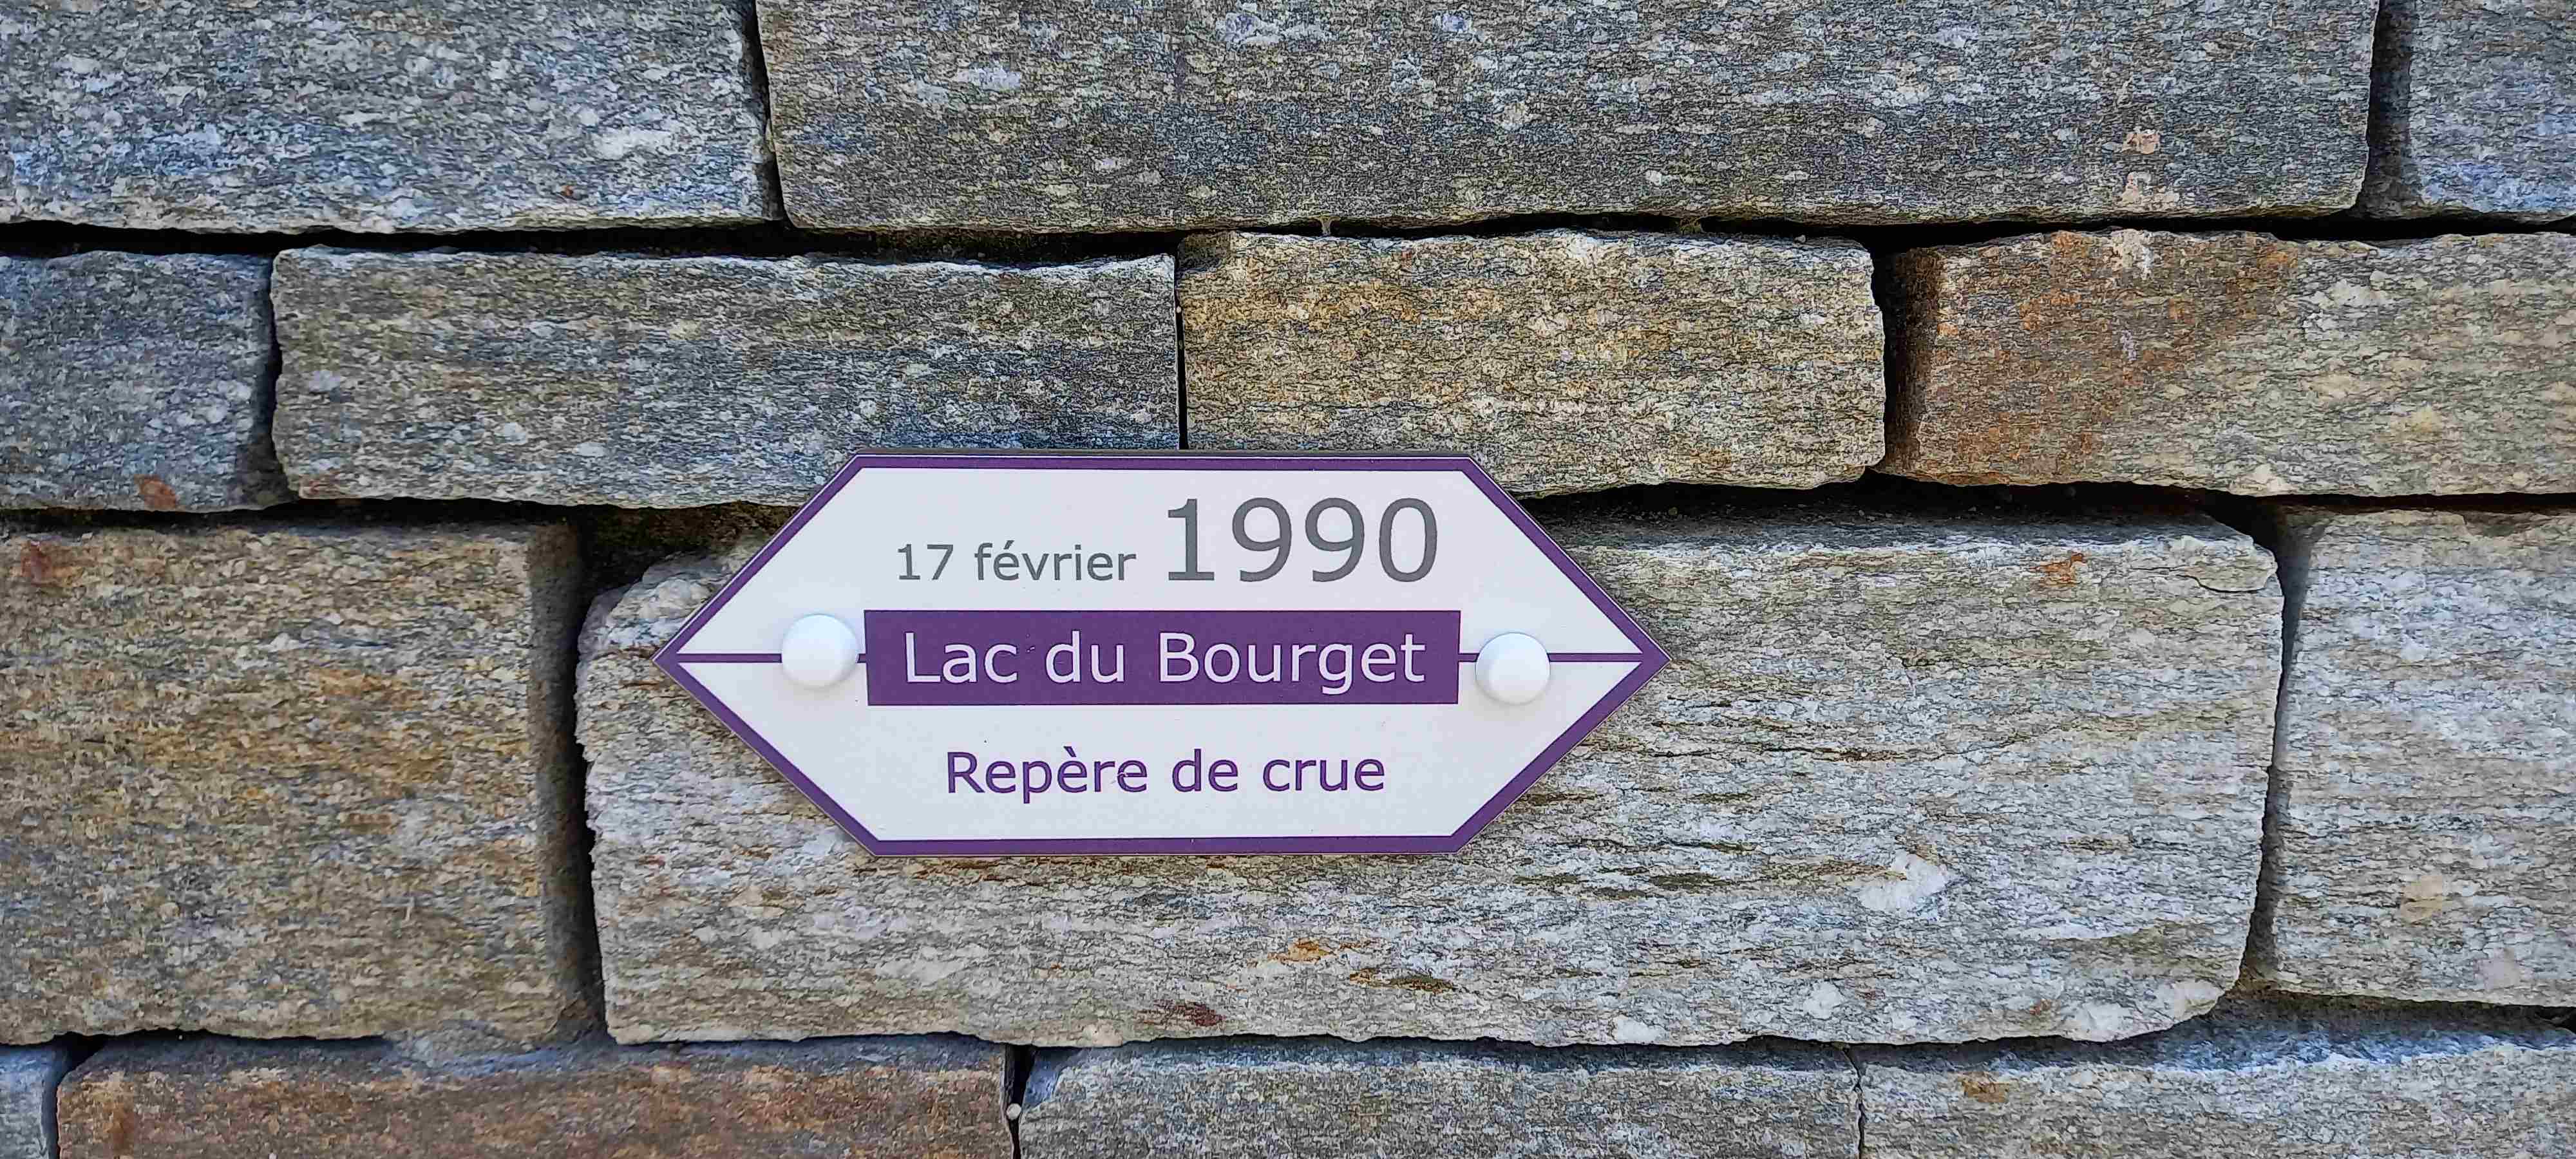 17 février 1990
Lac du Bourget
Repère de crue